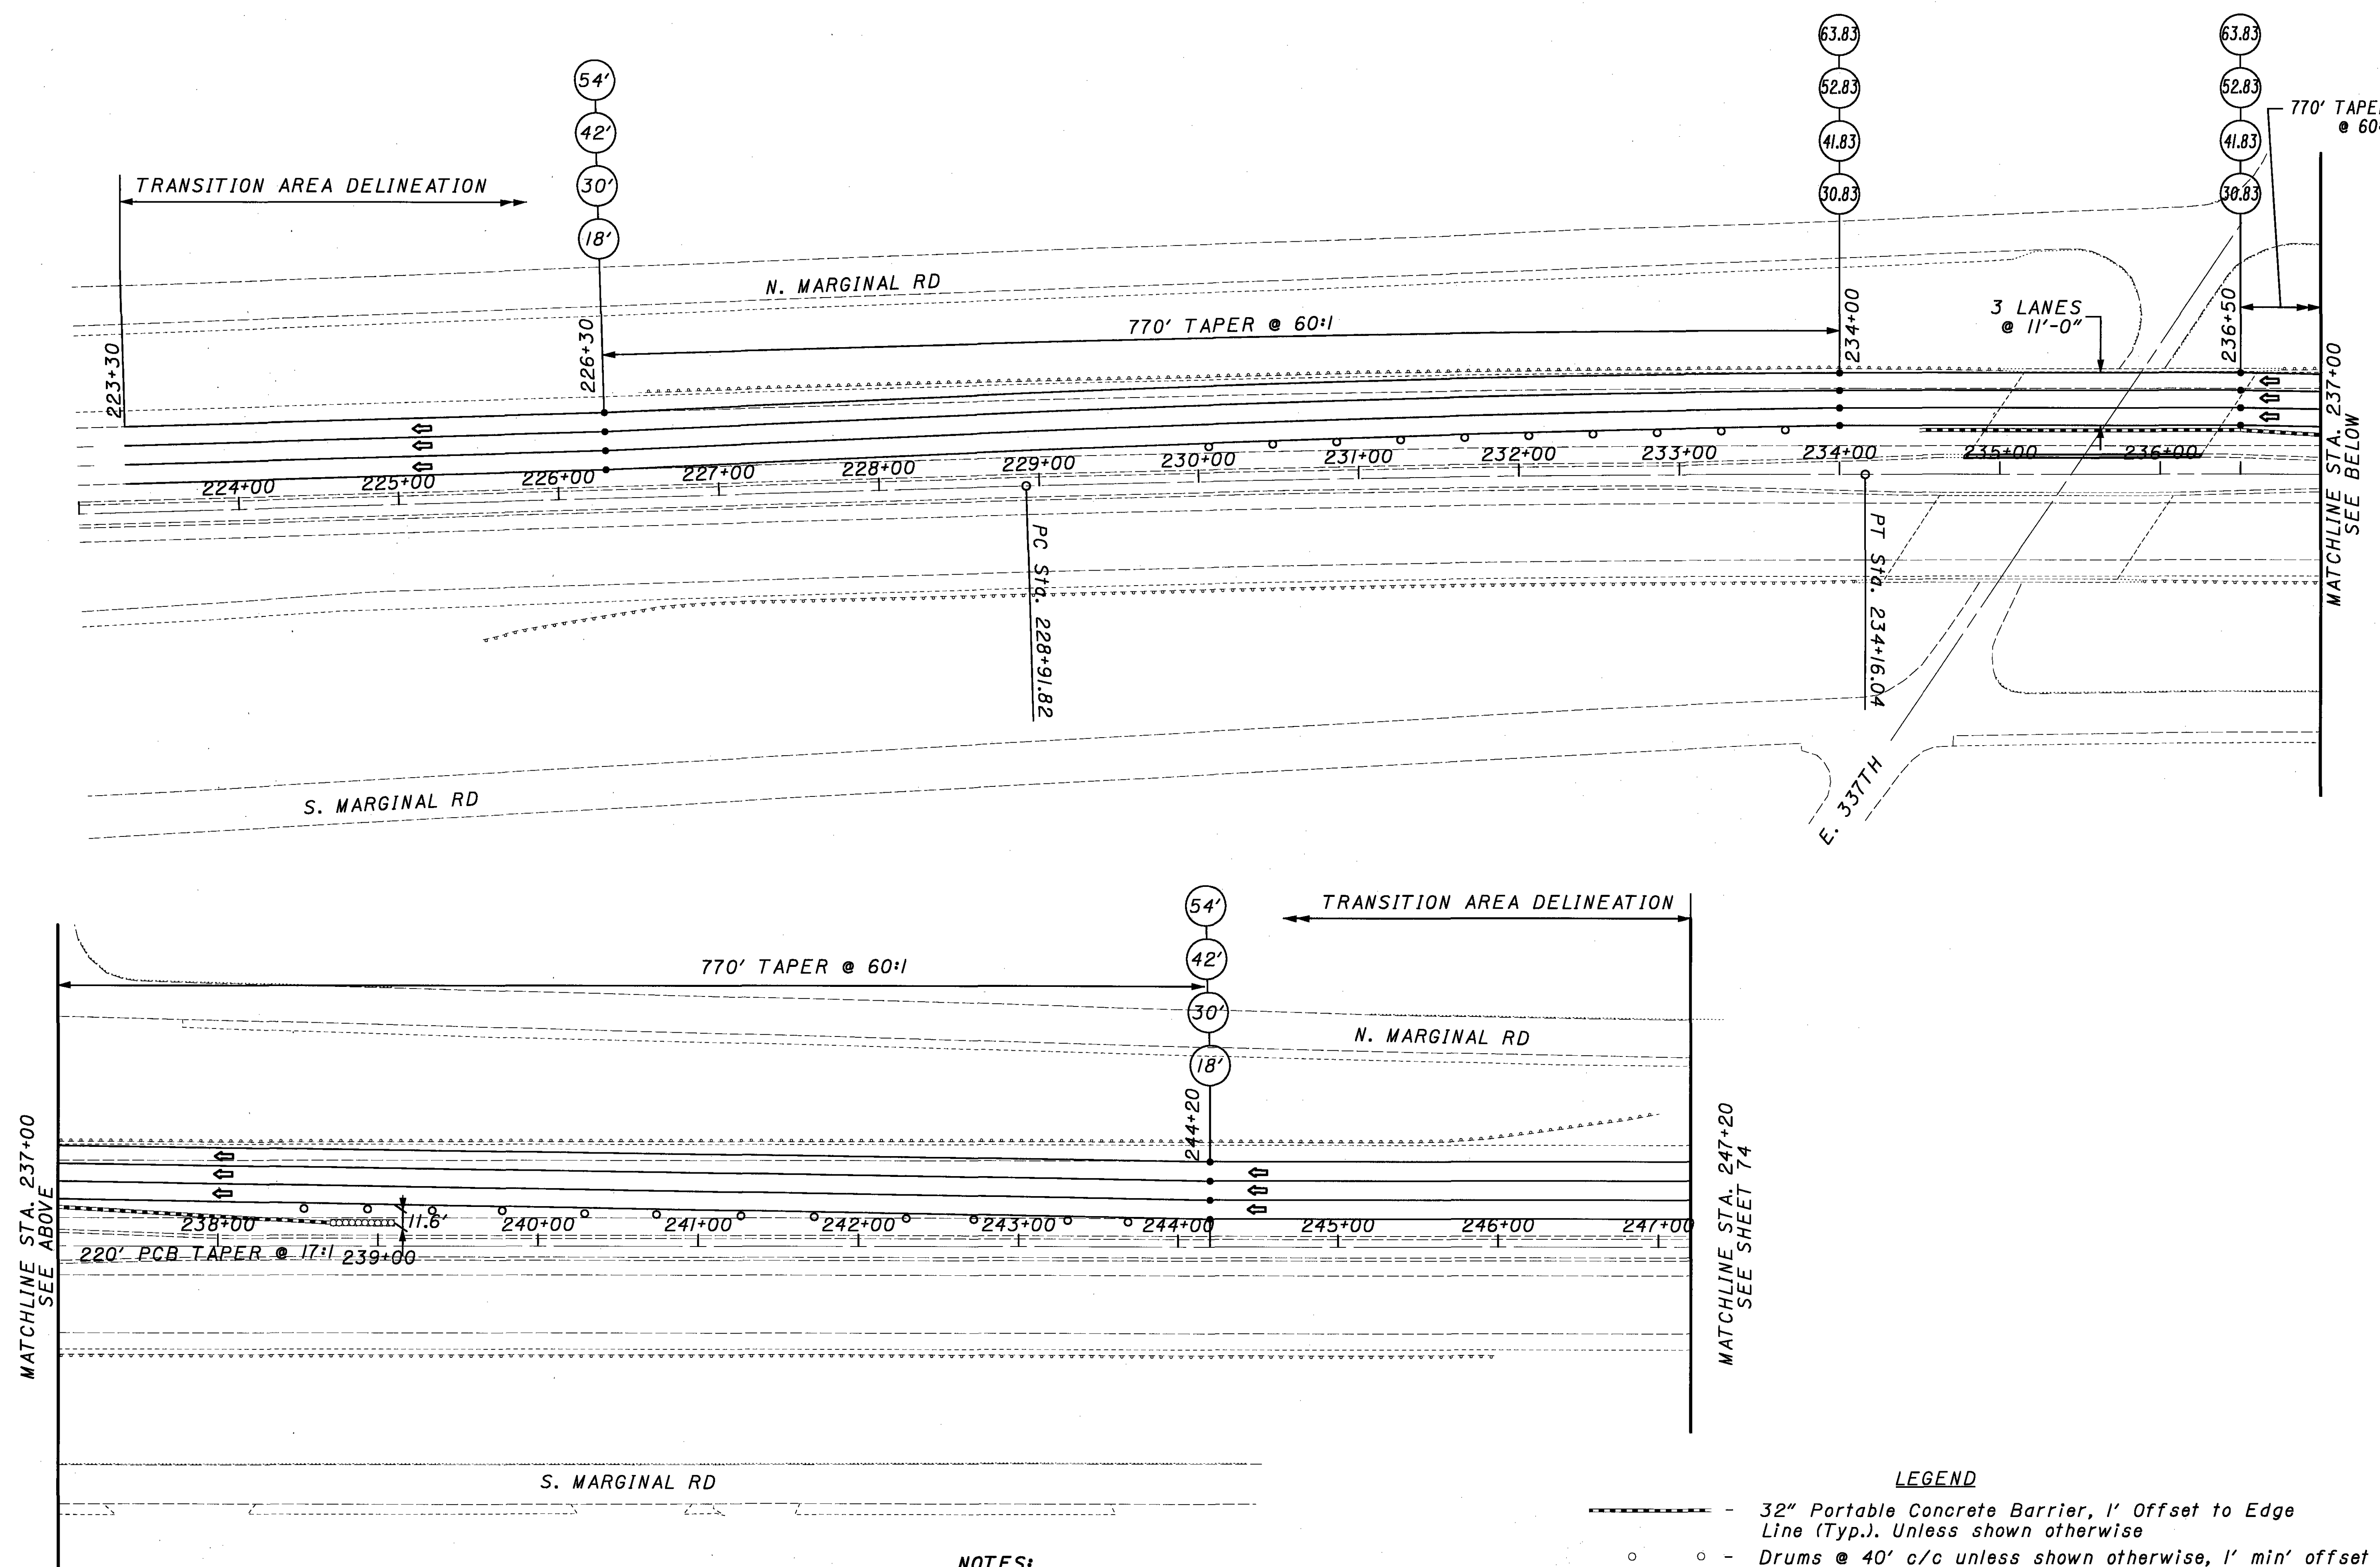 63.83
63.83
54'
52.83
52.83
770' TAPE
@ 60:
42'
41.83
41.83
TRANSITION AREA DELINEATION
30'
30.83
30.83
18'
N. MARGINAL RD
223+30
226+30
770' TAPER @ 60:1
234+00
3 LANES
@ 11'-0"
236+50
MATCHLINE STA. 237+00
SEE BELOW
224+00
225+00
226+00
227+00
228+00
229+00
230+00
231+00
232+00
233+00
234+00
235+00
236+00
PC Sta. 228+91.82
PT Sta. 234+16.04
S. MARGINAL RD
E. 337TH
54'
TRANSITION AREA DELINEATION
42'
770' TAPER @ 60:1
30'
N. MARGINAL RD
18'
244+20
MATCHLINE STA. 237+00
SEE ABOVE
MATCHLINE STA. 247+20
SEE SHEET 74
238+00
11.6'
240+00
241+00
242+00
243+00
244+00
245+00
246+00
247+00
220' PCB TAPER @ 17:1
239+00
S. MARGINAL RD
LEGEND
- 32" Portable Concrete Barrier, 1' Offset to Edge
Line (Typ.). Unless shown otherwise
- Drums @ 40' c/c unless shown otherwise, 1' min' offset
NOTES: